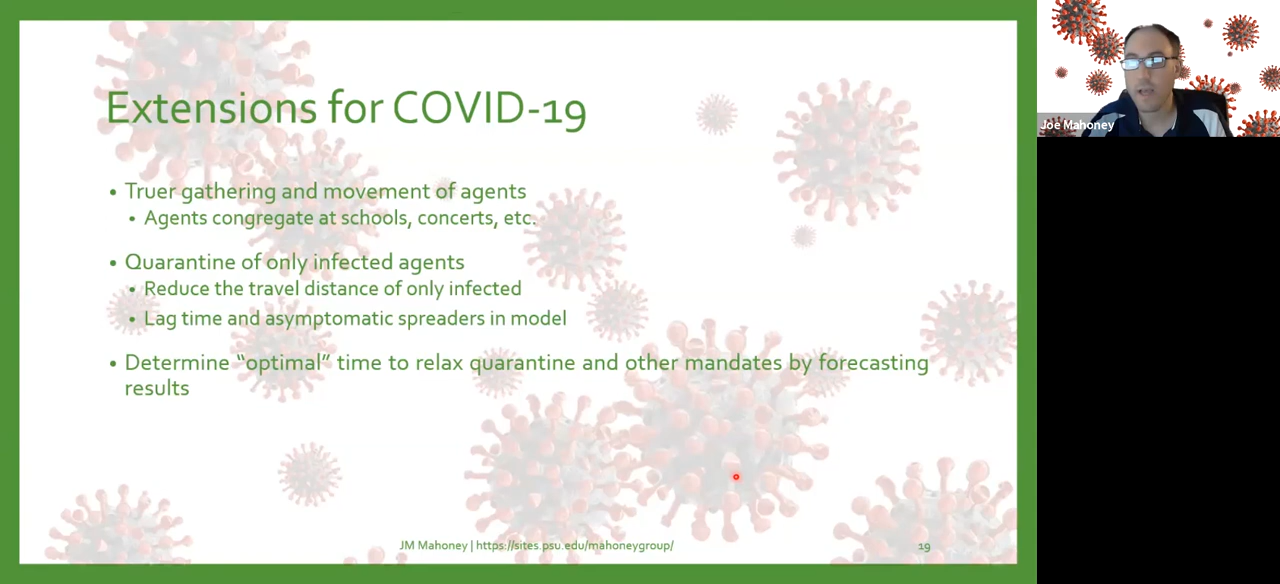 Extensions for COVID-19
• Truer gathering and movement of agents
• Agents congregate at schools, concerts, etc.
• Quarantine of only infected agents
• Reduce the travel distance of only infected
• Lag time and asymptomatic spreaders in model
• Determine “optimal” time to relax quarantine and other mandates by forecasting
results
JM Mahoney | https://sites.psu.edu/mahoneygroup/
19
Joe Mahoney